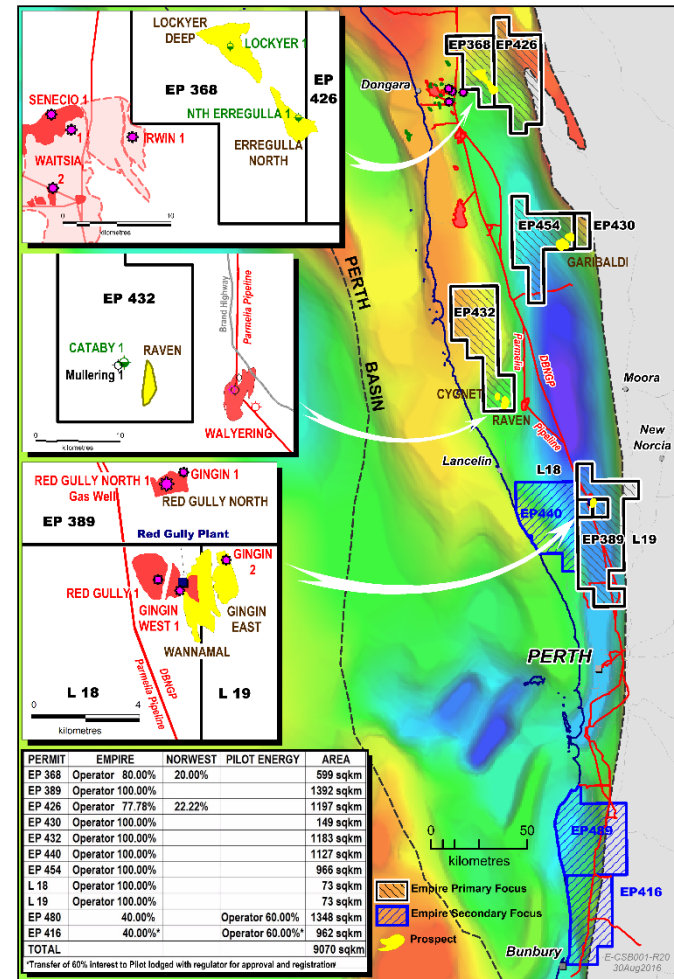 LOCKYER
DEEP
LOCKYER 1
EP 368
EP
426
SENECIO 1
NTH ERREGULLA 1
1
IRWIN 1
WAITSIA
2
ERREGULLA
NORTH
0
10
kilometres
EP 432
Brand Highway
Parmelia Pipeline
CATABY 1
Mullering 1
RAVEN
WALYERING
0
10
kilometres
RED GULLY NORTH 1
Gas Well
GINGIN 1
RED GULLY NORTH
EP 389
Red Gully Plant
GINGIN
2
RED GULLY 1
GINGIN
WEST 1
GINGIN
EAST
WANNAMAL
DBNGP
Parmelia Pipeline
L 18
L 19
0
4
kilometres
EP368
EP426
Dongara
EP454
EP430
GARIBALDI
PERTH
BASIN
EP432
Parmelia
DBNGP
Pipeline
CYGNET
RAVEN
Moora
New
Norcia
Lancelin
L18
EP440
EP389
L19
PERTH
0
50
kilometres
EP489
EP416
Bunbury
Empire Primary Focus
Empire Secondary Focus
Prospect
E-CSB001-R20
30Aug2016
PERMIT EMPIRE NORWEST PILOT ENERGY AREA
EP 368 Operator 80.00% 20.00% 599 sqkm
EP 389 Operator 100.00% 1392 sqkm
EP 426 Operator 77.78% 22.22% 1197 sqkm
EP 430 Operator 100.00% 149 sqkm
EP 432 Operator 100.00% 1183 sqkm
EP 440 Operator 100.00% 1127 sqkm
EP 454 Operator 100.00% 966 sqkm
L 18 Operator 100.00% 73 sqkm
L 19 Operator 100.00% 73 sqkm
EP 480 40.00% Operator 60.00% 1348 sqkm
EP 416 40.00%* Operator 60.00%* 962 sqkm
TOTAL 9070 sqkm
*Transfer of 60% interest to Pilot lodged with regulator for approval and registration